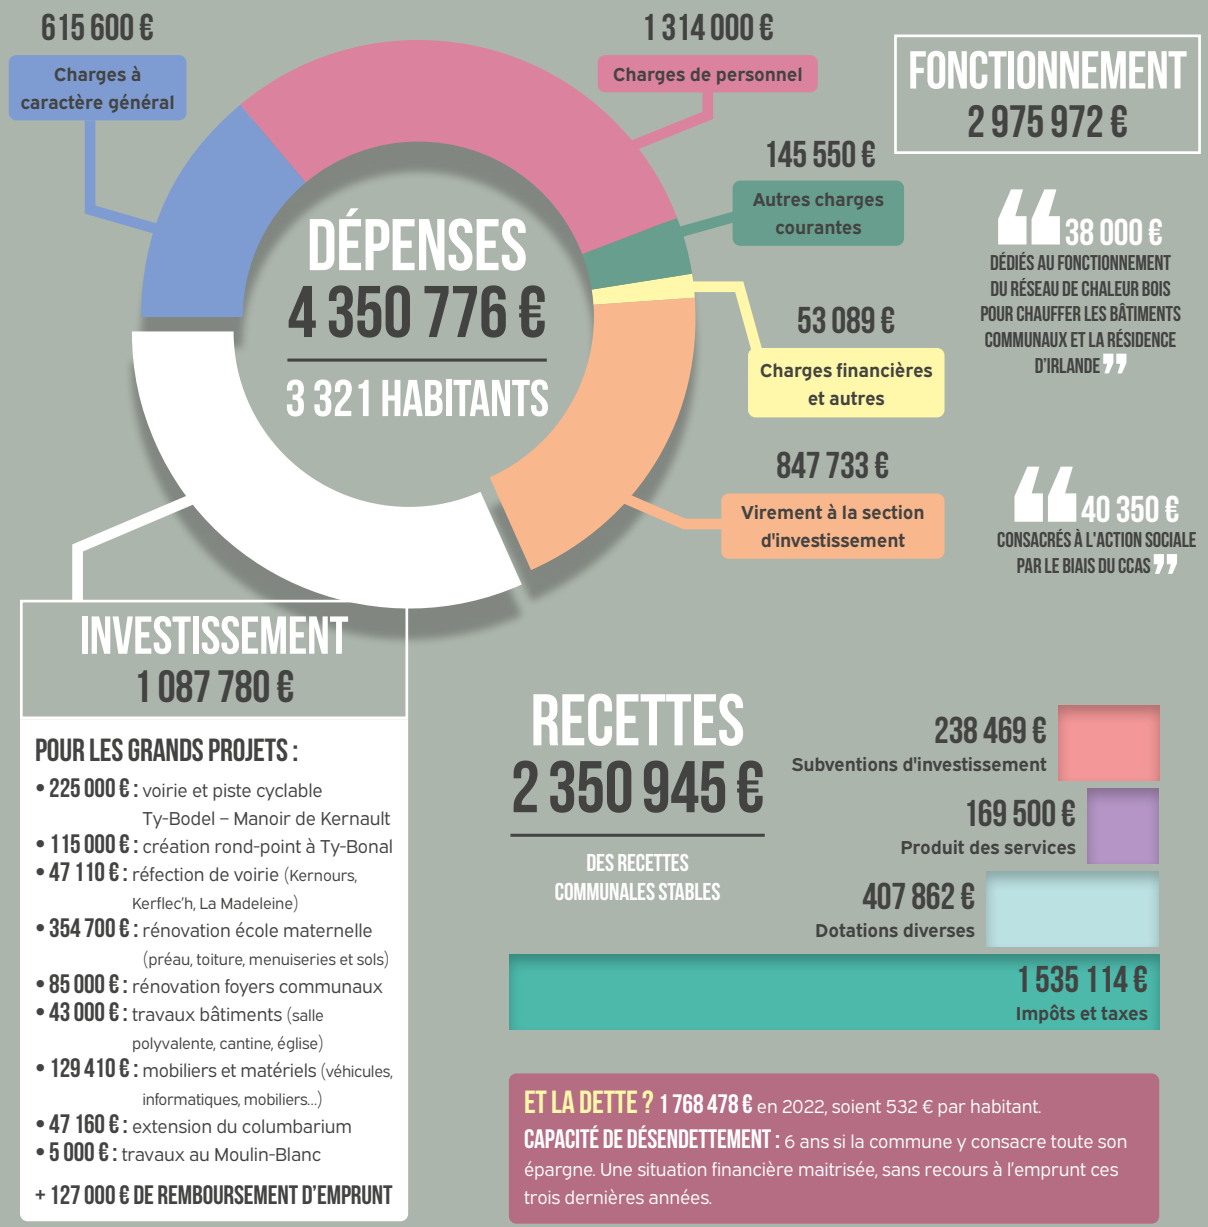 615 600 €
Charges à
caractère général
1 314 000 €
Charges de personnel
145 550 €
Autres charges
courantes
53 089 €
Charges financières
et autres
847 733 €
Virement à la section
d'investissement
DÉPENSES
4 350 776 €
3 321 HABITANTS
FONCTIONNEMENT
2 975 972 €
“ 38 000 €
DÉDIÉS AU FONCTIONNEMENT
DU RÉSEAU DE CHALEUR BOIS
POUR CHAUFFER LES BÂTIMENTS
COMMUNAUX ET LA RÉSIDENCE
D'IRLANDE ”
“ 40 350 €
CONSACRÉS À L'ACTION SOCIALE
PAR LE BIAIS DU CCAS ”
INVESTISSEMENT
1 087 780 €
POUR LES GRANDS PROJETS :
• 225 000 € : voirie et piste cyclable
Ty-Bodel – Manoir de Kernault
• 115 000 € : création rond-point à Ty-Bonal
• 47 110 € : réfection de voirie (Kernours,
Kerflec'h, La Madeleine)
• 354 700 € : rénovation école maternelle
(préau, toiture, menuiseries et sols)
• 85 000 € : rénovation foyers communaux
• 43 000 € : travaux bâtiments (salle
polyvalente, cantine, église)
• 129 410 € : mobiliers et matériels (véhicules,
informatiques, mobiliers...)
• 47 160 € : extension du columbarium
• 5 000 € : travaux au Moulin-Blanc
+ 127 000 € DE REMBOURSEMENT D'EMPRUNT
RECETTES
2 350 945 €
DES RECETTES
COMMUNALES STABLES
238 469 €
Subventions d'investissement
169 500 €
Produit des services
407 862 €
Dotations diverses
1 535 114 €
Impôts et taxes
ET LA DETTE ? 1 768 478 € en 2022, soient 532 € par habitant.
CAPACITÉ DE DÉSENDETTEMENT : 6 ans si la commune y consacre toute son
épargne. Une situation financière maitrisée, sans recours à l'emprunt ces
trois dernières années.